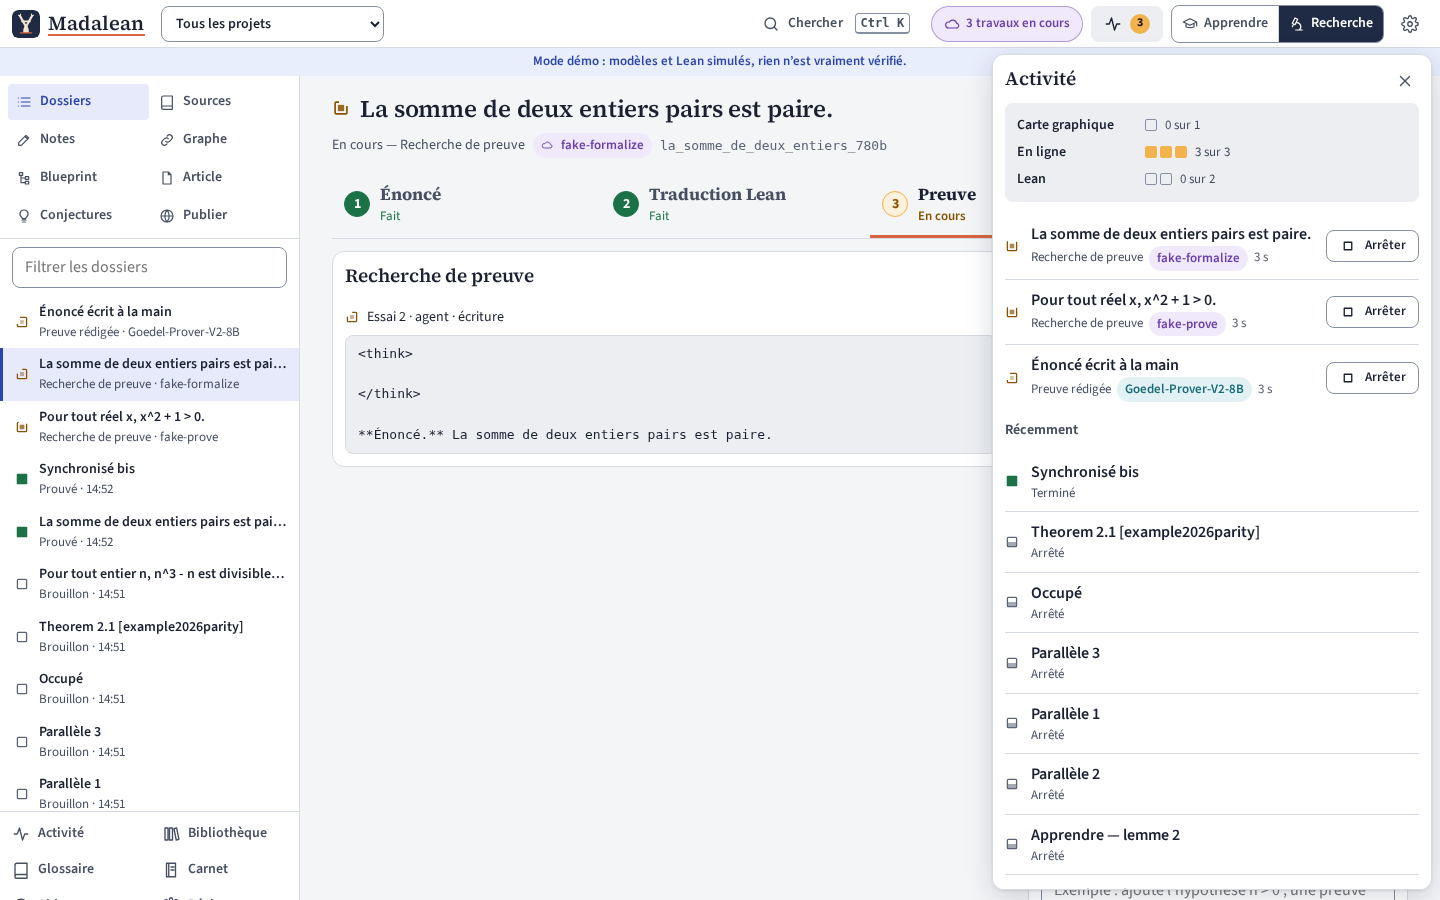 Madalean
Tous les projets
Chercher
Ctrl K
3 travaux en cours
3
Apprendre
Recherche
Mode démo : modèles et Lean simulés, rien n’est vraiment vérifié.
Dossiers
Sources
Notes
Graphe
Blueprint
Article
Conjectures
Publier
Filtrer les dossiers
Énoncé écrit à la main
Preuve rédigée · Goedel-Prover-V2-8B
La somme de deux entiers pairs est pai…
Recherche de preuve · fake-formalize
Pour tout réel x, x^2 + 1 > 0.
Recherche de preuve · fake-prove
Synchronisé bis
Prouvé · 14:52
La somme de deux entiers pairs est pai…
Prouvé · 14:52
Pour tout entier n, n^3 - n est divisible…
Brouillon · 14:51
Theorem 2.1 [example2026parity]
Brouillon · 14:51
Occupé
Brouillon · 14:51
Parallèle 3
Brouillon · 14:51
Parallèle 1
Brouillon · 14:51
Activité
Bibliothèque
Glossaire
Carnet
La somme de deux entiers pairs est paire.
En cours — Recherche de preuve
fake-formalize
la_somme_de_deux_entiers_780b
1
Énoncé
Fait
2
Traduction Lean
Fait
3
Preuve
En cours
Recherche de preuve
Essai 2 · agent · écriture
<think>
</think>
**Énoncé.** La somme de deux entiers pairs est paire.
Activité
Carte graphique
0 sur 1
En ligne
3 sur 3
Lean
0 sur 2
La somme de deux entiers pairs est paire.
Recherche de preuve
fake-formalize
3 s
Arrêter
Pour tout réel x, x^2 + 1 > 0.
Recherche de preuve
fake-prove
3 s
Arrêter
Énoncé écrit à la main
Preuve rédigée
Goedel-Prover-V2-8B
3 s
Arrêter
Récemment
Synchronisé bis
Terminé
Theorem 2.1 [example2026parity]
Arrêté
Occupé
Arrêté
Parallèle 3
Arrêté
Parallèle 1
Arrêté
Parallèle 2
Arrêté
Apprendre — lemme 2
Arrêté
Exemple : ajoute l’hypothèse n > 0 , une preuve